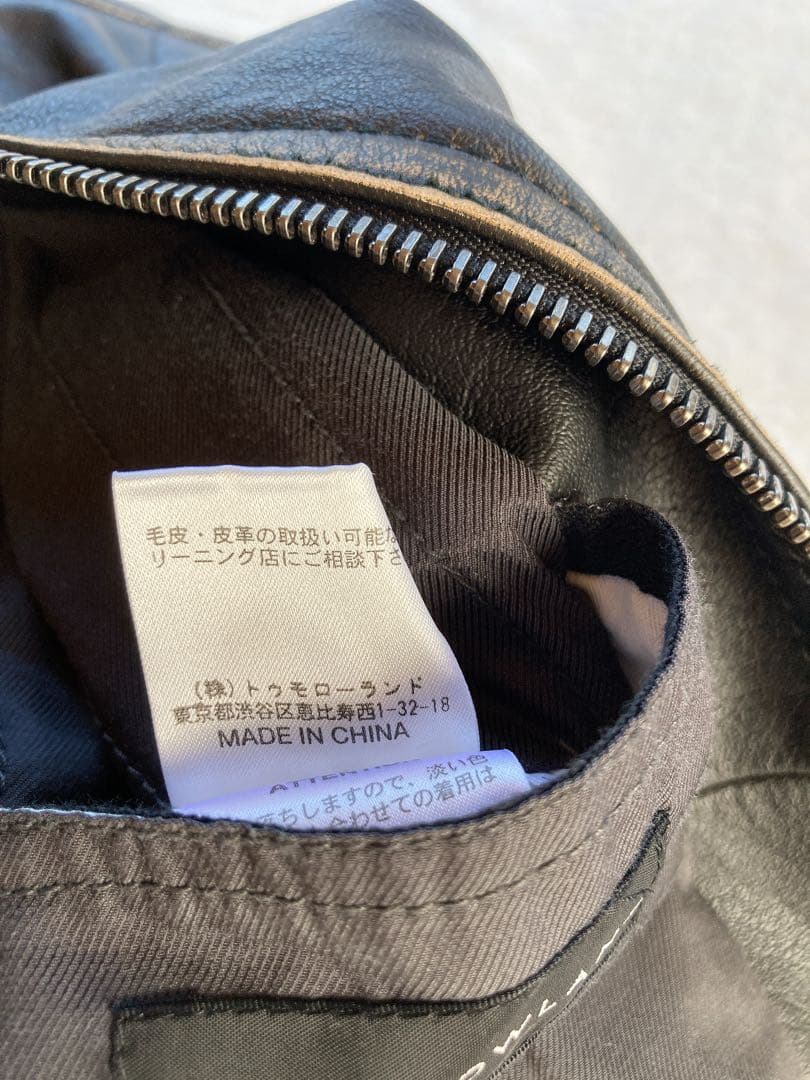 毛皮・皮革の取扱い可能な
リーニング店にご相談下さ
(株)トゥモローランド
東京都渋谷区恵比寿西1-32-18
MADE IN CHINA
ATTENTIO
落ちしますので、淡い色
合わせての着用は
OWLAN